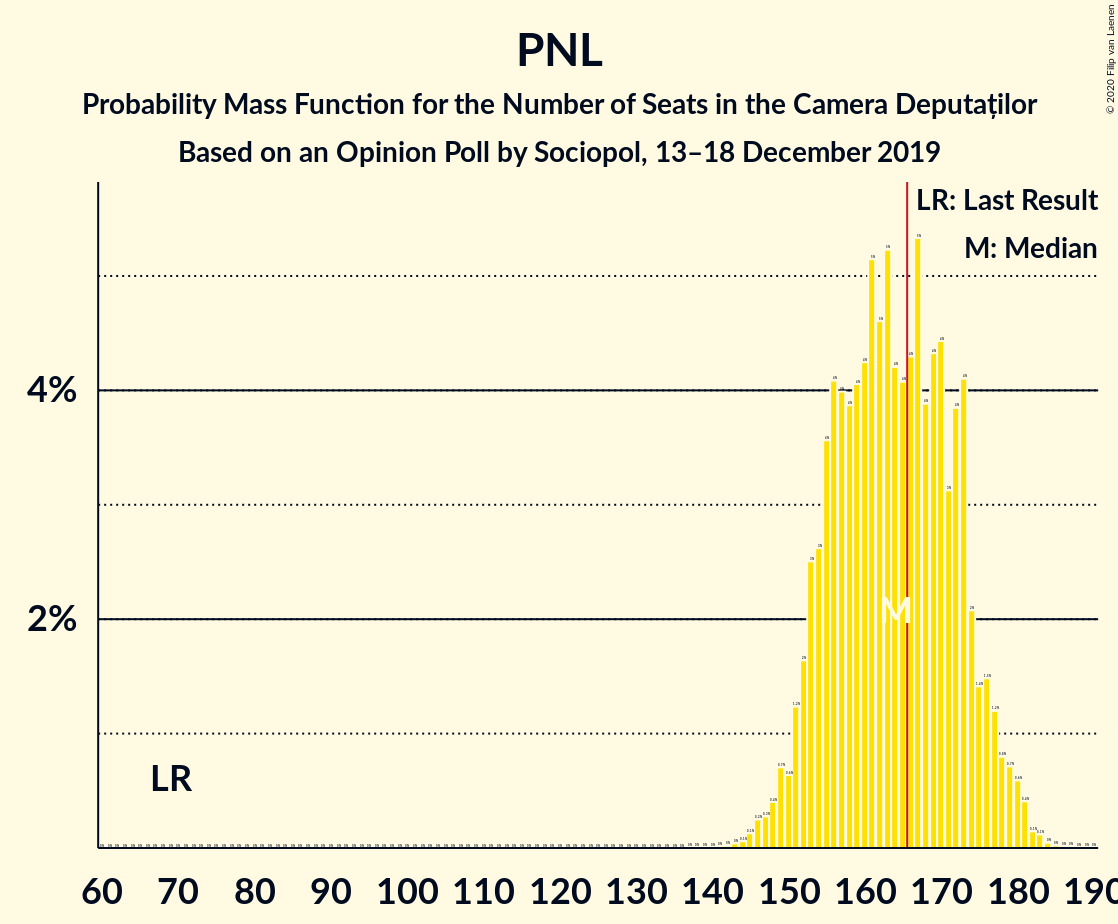 PNL
Probability Mass Function for the Number of Seats in the Camera Deputaților
Based on an Opinion Poll by Sociopol, 13–18 December 2019
© 2020 Filip van Laenen
LR: Last Result
M: Median
4%
2%
M
LR
60 70 80 90 100 110 120 130 140 150 160 170 180 190